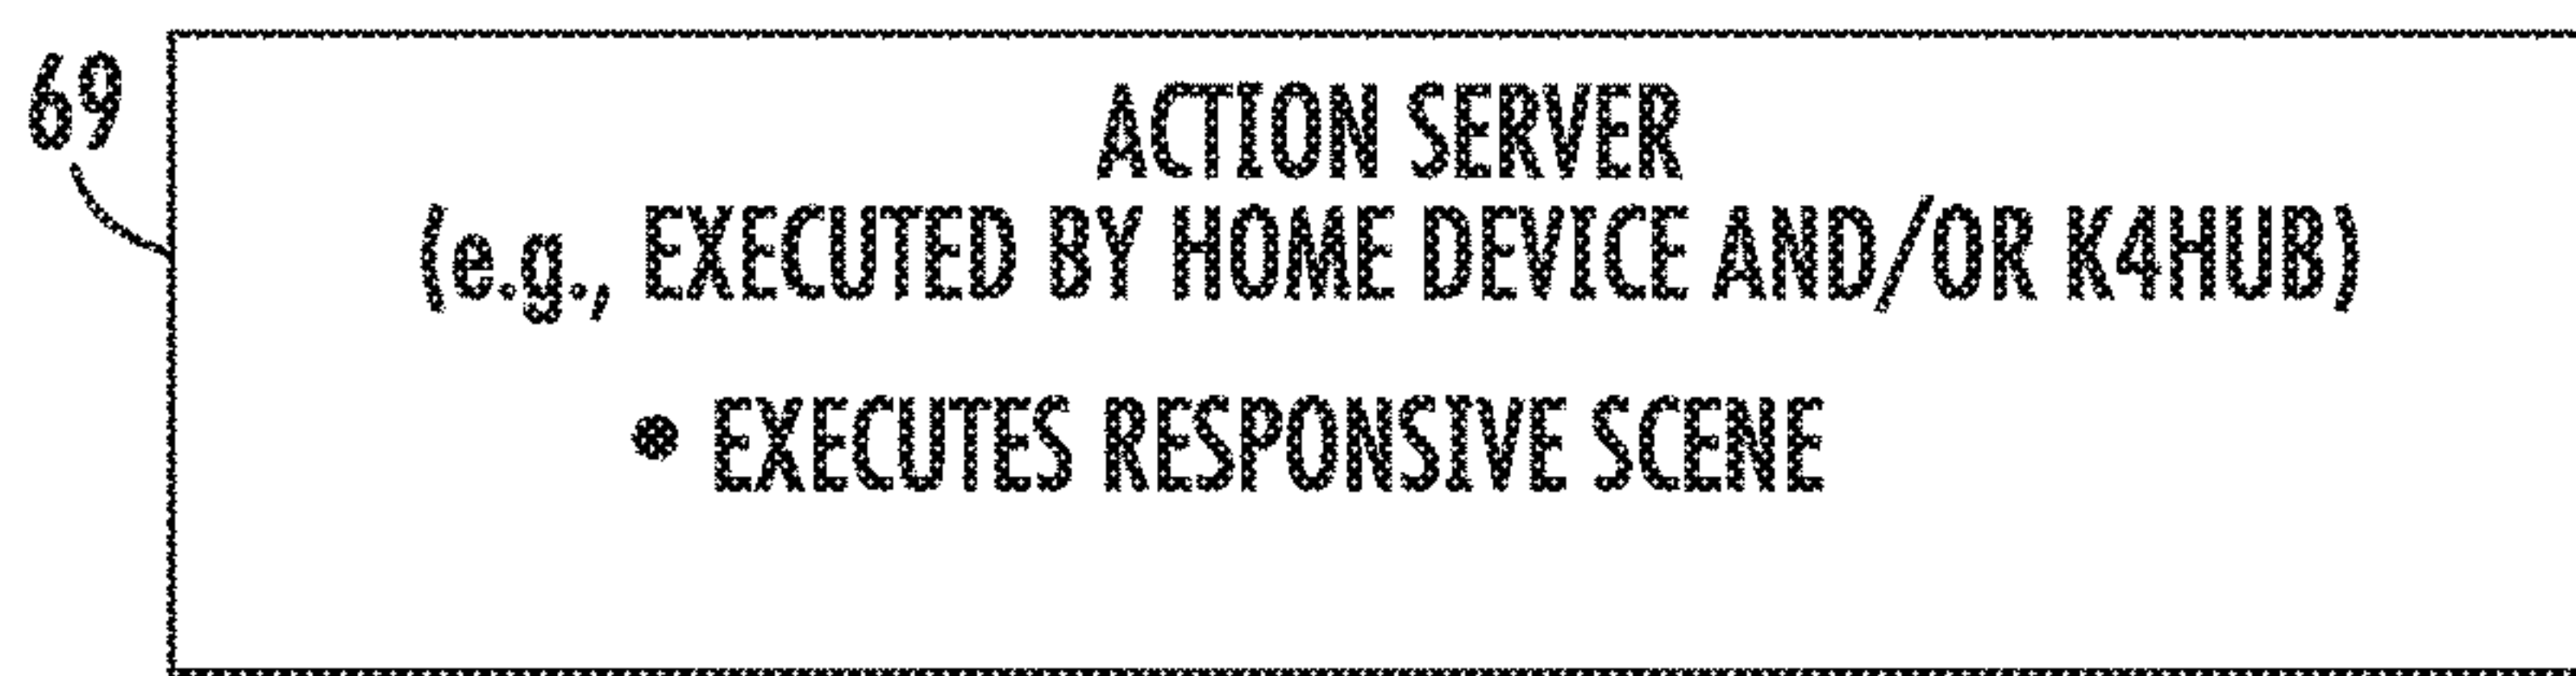 69
ACTION SERVER
(e.g., EXECUTED BY HOME DEVICE AND/OR K4HUB)
• EXECUTES RESPONSIVE SCENE